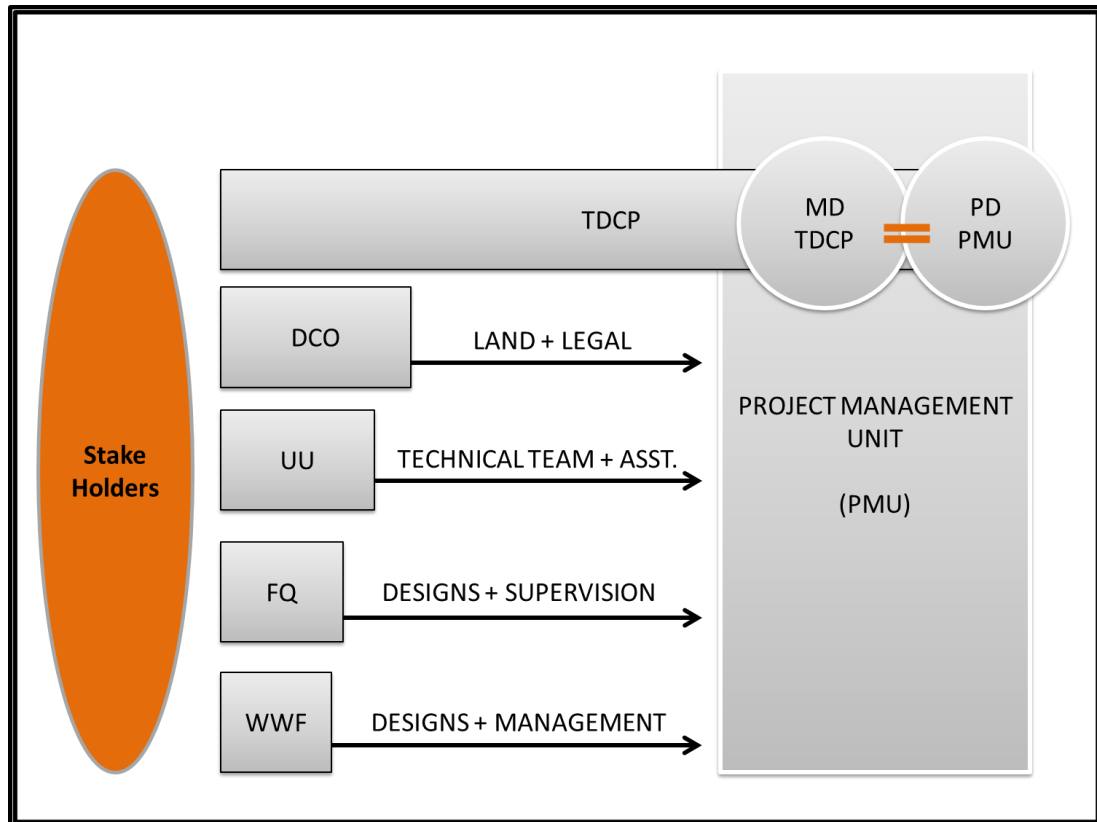 Stake
Holders
TDCP
MD
TDCP
=
PD
PMU
DCO
LAND + LEGAL
UU
TECHNICAL TEAM + ASST.
FQ
DESIGNS + SUPERVISION
WWF
DESIGNS + MANAGEMENT
PROJECT MANAGEMENT
UNIT
(PMU)